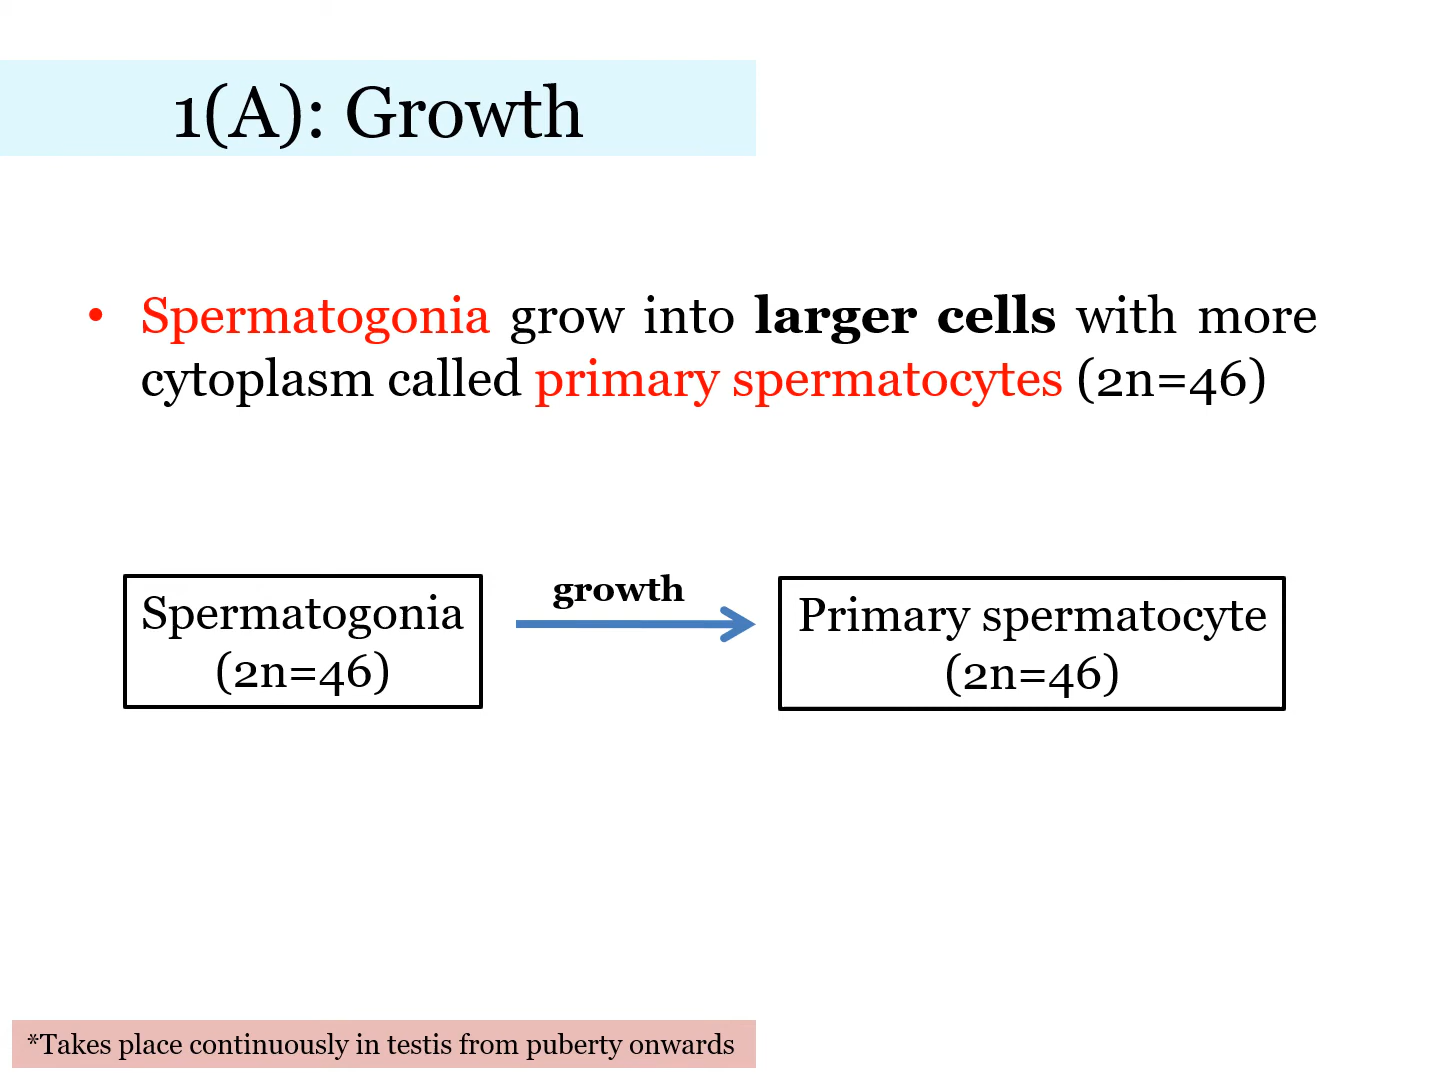 1(A): Growth
• Spermatogonia grow into larger cells with more
cytoplasm called primary spermatocytes (2n=46)
growth
Spermatogonia
(2n=46)
Primary spermatocyte
(2n=46)
*Takes place continuously in testis from puberty onwards